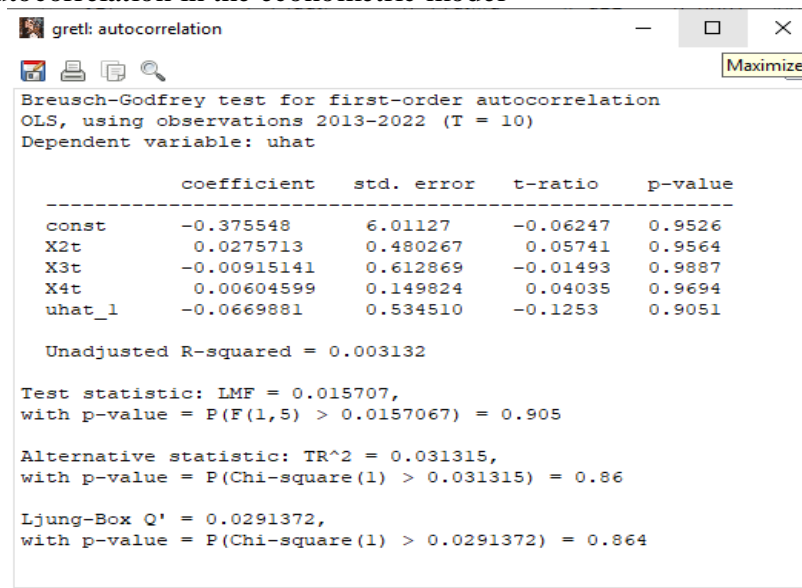 autocorrelation in the econometric model
gretl: autocorrelation
Maximize
Breusch-Godfrey test for first-order autocorrelation
OLS, using observations 2013-2022 (T = 10)
Dependent variable: uhat
coefficient std. error t-ratio p-value
const -0.375548 6.01127 -0.06247 0.9526
X2t 0.0275713 0.480267 0.05741 0.9564
X3t -0.00915141 0.612869 -0.01493 0.9887
X4t 0.00604599 0.149824 0.04035 0.9694
uhat_1 -0.0669881 0.534510 -0.1253 0.9051
Unadjusted R-squared = 0.003132
Test statistic: LMF = 0.015707,
with p-value = P(F(1,5) > 0.0157067) = 0.905
Alternative statistic: TR^2 = 0.031315,
with p-value = P(Chi-square(1) > 0.031315) = 0.86
Ljung-Box Q' = 0.0291372,
with p-value = P(Chi-square(1) > 0.0291372) = 0.864